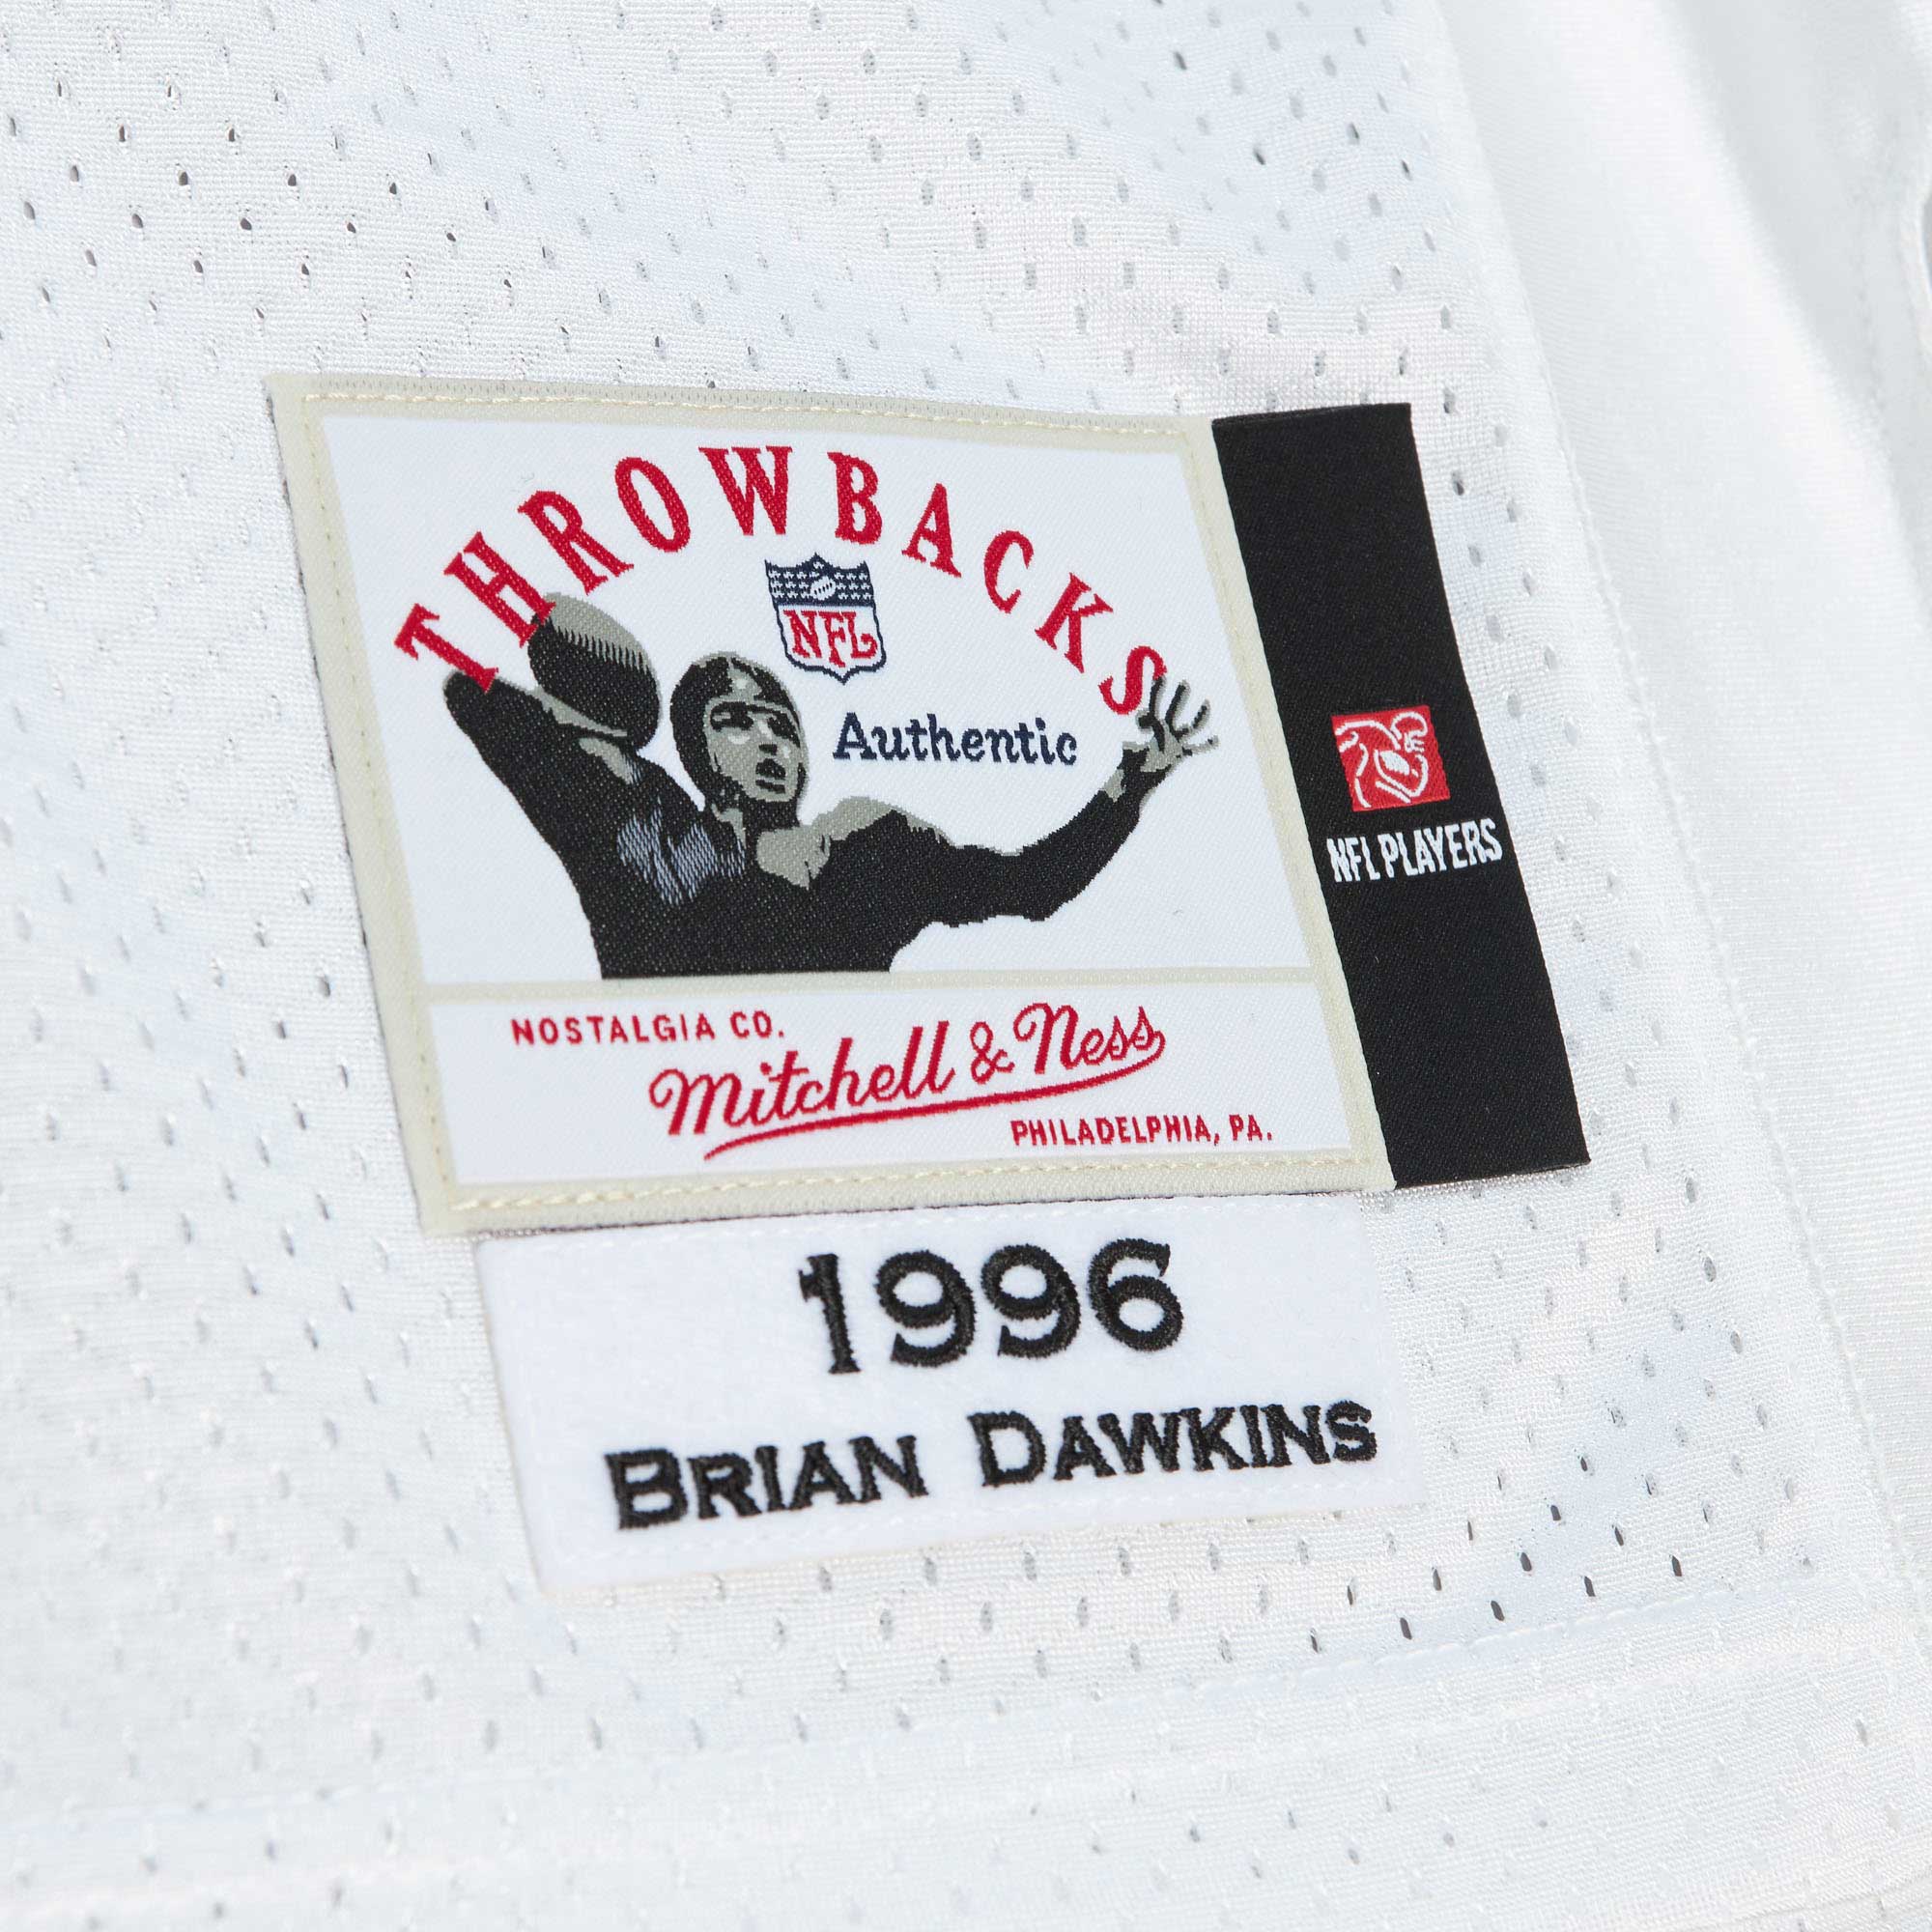 THROWBACKS
NFL
Authentic
NFL PLAYERS
NOSTALGIA CO.
Mitchell & Ness
PHILADELPHIA, PA.
1996
BRIAN DAWKINS